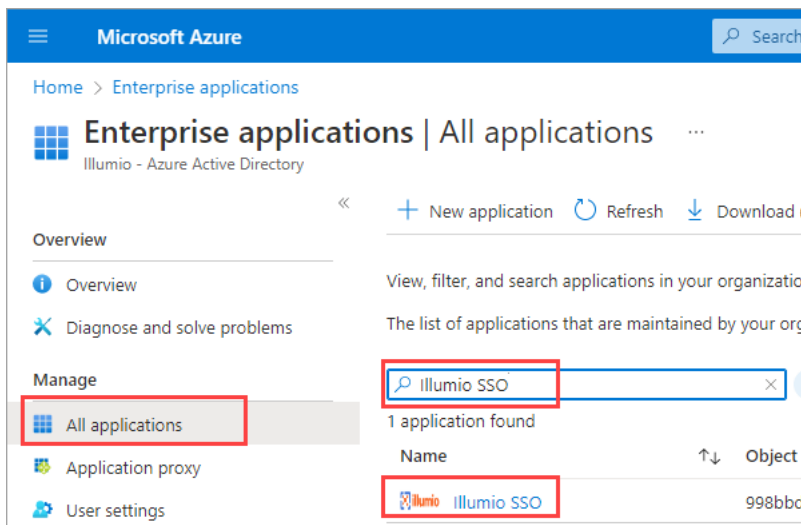 Microsoft Azure
Search
Home > Enterprise applications
Enterprise applications | All applications ...
Illumio - Azure Active Directory
«
New application Refresh Download
Overview
Overview
Diagnose and solve problems
Manage
All applications
Application proxy
User settings
View, filter, and search applications in your organizatio
The list of applications that are maintained by your org
Illumio SSO
1 application found
Name ↑↓ Object
illumio Illumio SSO 998bbc